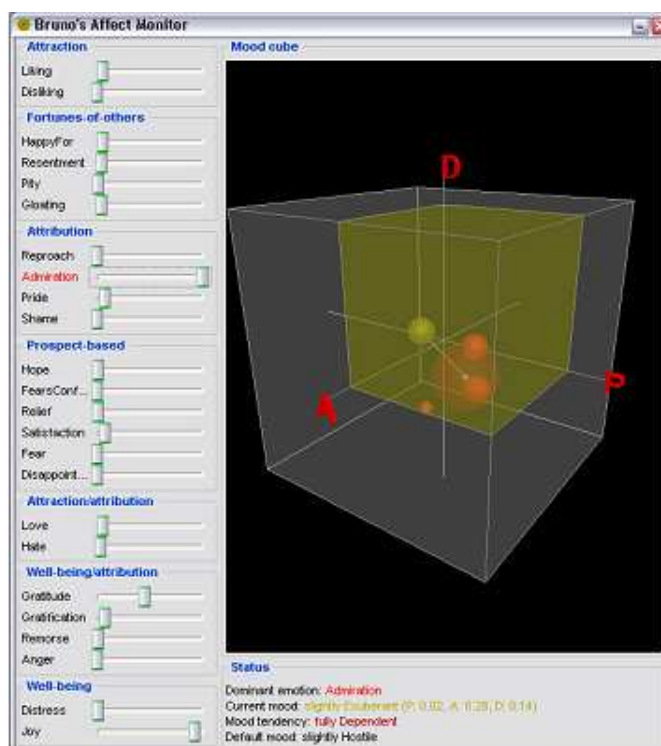 Bruno's Affect Monitor
Attraction
Liking
Disliking
Fortunes-of-others
HappyFor
Resentment
Pity
Gloating
Attribution
Reproach
Admiration
Pride
Shame
Prospect-based
Hope
FearsConf...
Relief
Satisfaction
Fear
Disappoint...
Attraction/attribution
Love
Hate
Well-being/attribution
Gratitude
Gratification
Remorse
Anger
Well-being
Distress
Joy
Mood cube
D
A
P
Status
Dominant emotion: Admiration
Current mood: slightly Exuberant (P: 0.02, A: 0.28, D: 0.14)
Mood tendency: fully Dependent
Default mood: slightly Hostile